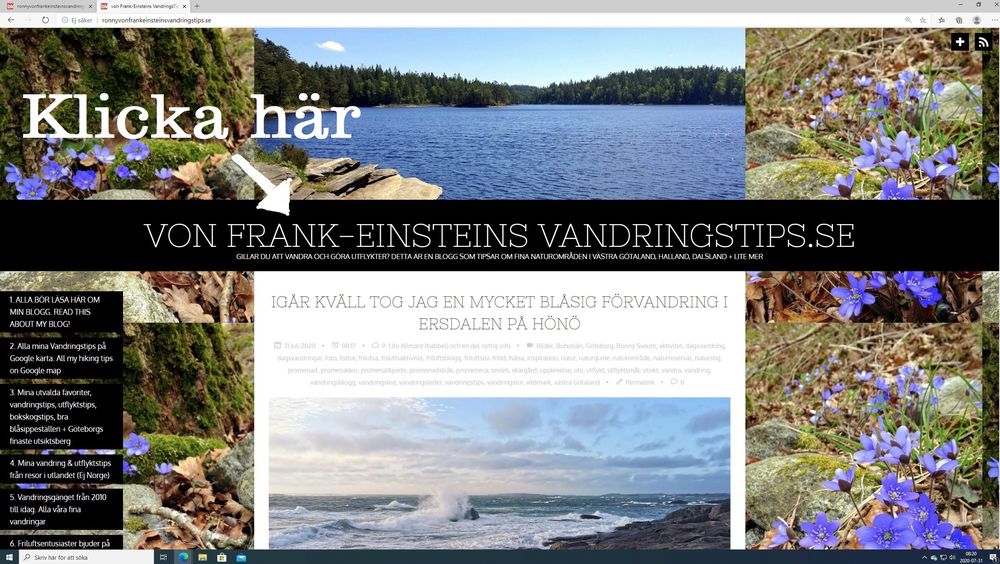 ronnyvonfrankeinsteinsvandring
von Frank-Einsteins VandringsTip
Ej säker
ronnyvonfrankeinsteinsvandringstips.se
Klicka här
VON FRANK-EINSTEINS VANDRINGSTIPS.SE
GILLAR DU ATT VANDRA OCH GÖRA UTFLYKTER? DETTA ÄR EN BLOGG SOM TIPSAR OM FINA NATUROMRÅDEN I VÄSTRA GÖTALAND, HALLAND, DALSLAND + LITE MER
1. ALLA BÖR LÄSA HÄR OM
MIN BLOGG. READ THIS
ABOUT MY BLOG!
2. Alla mina Vandringstips på
Google karta. All my hiking tips
on Google map
3. Mina utvalda favoriter,
vandringstips, utflyktstips,
bokskogstips, bra
blåsippeställen + Göteborgs
finaste utsiktsberg
4. Mina vandring & utflyktstips
från resor i utlandet (Ej Norge)
5. Vandringsgänget från 2010
till idag. Alla våra fina
vandringar
6. Friluftsentusiaster bjuder på
IGÅR KVÄLL TOG JAG EN MYCKET BLÅSIG FÖRVANDRING I
ERSDALEN PÅ HÖNÖ
31 juli 2020 • 08:17 • 9. Lite Allmänt (babbel) och en del nyttig info • Bilder, Bohuslän, Göteborg, Ronny Sveum, aktivitet, dagsvandring,
dagsvandringar, foto, fottur, frilufsa, friluftsaktivitet, friluftsblogg, friluftsliv, fritid, hälsa, inspiration, natur, naturguide, naturområde, naturreservat, naturstig,
promenad, promenaden, promenadguide, promenadstråk, promenera, sevärt, skärgård, upplevelse, ute, utflykt, utflyktsmål, utsikt, vandra, vandring,
vandringsblogg, vandringsled, vandringsleder, vandringstips, vandringstur, vildmark, västra Götaland • Permalink • 0
Skriv här för att söka
08:20
2020-07-31